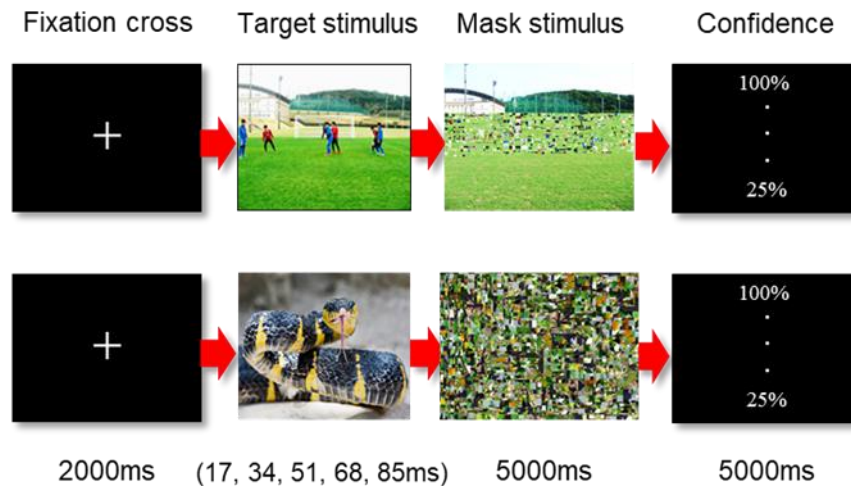 Fixation cross Target stimulus Mask stimulus Confidence
100%
25%
100%
25%
2000ms (17, 34, 51, 68, 85ms) 5000ms 5000ms